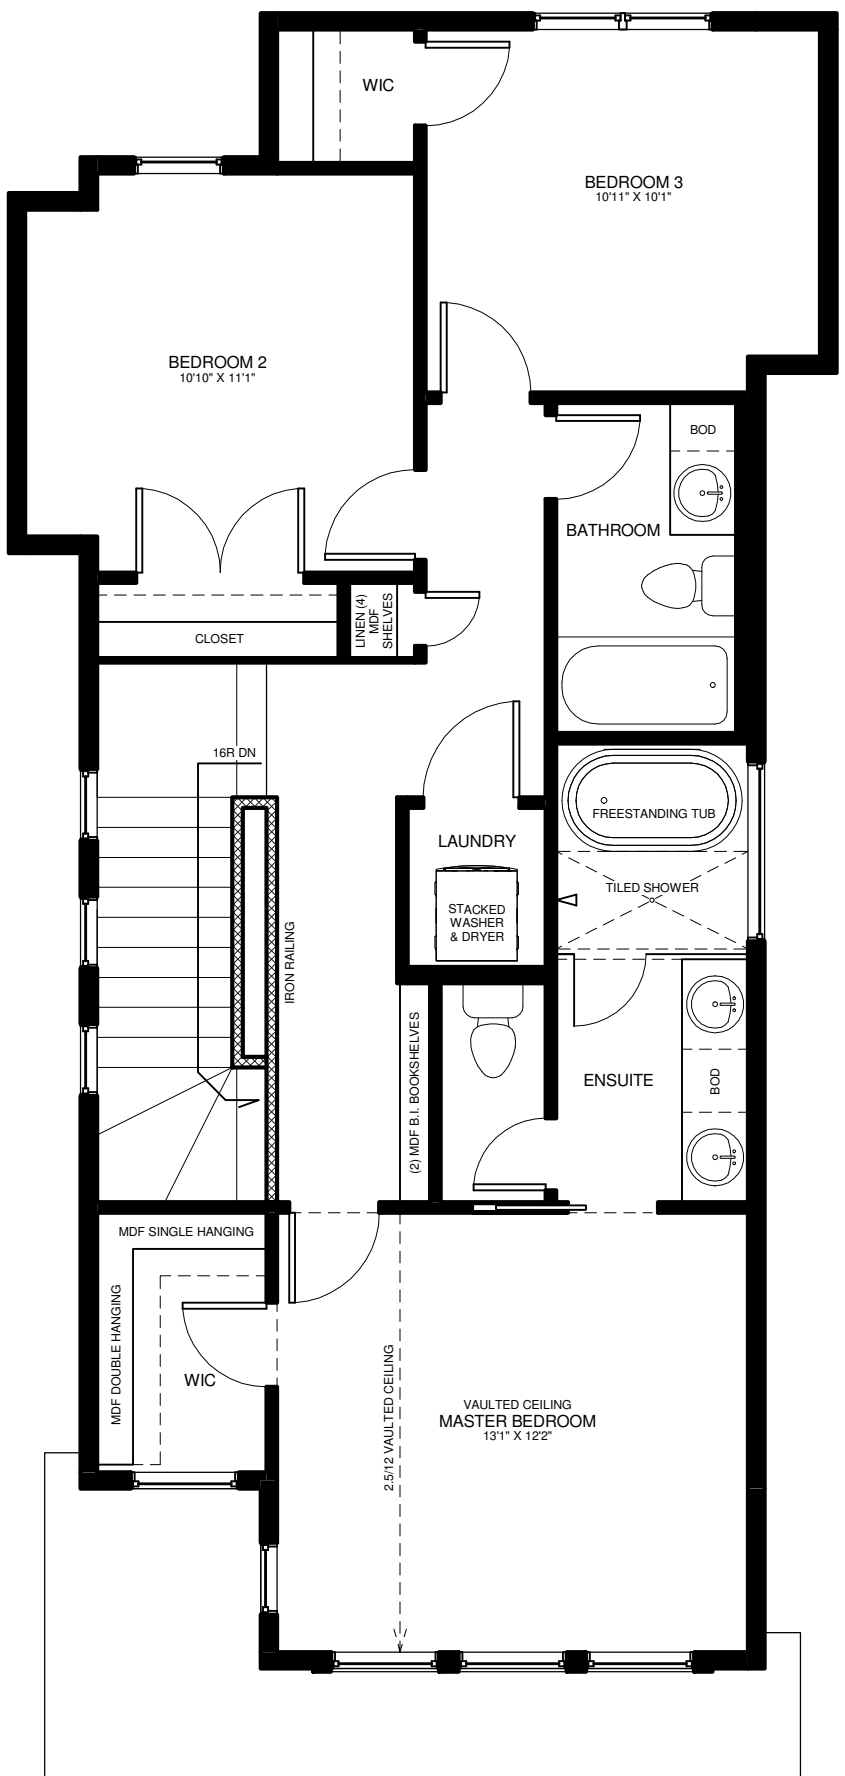 WIC
BEDROOM 3
10'11" X 10'1"
BEDROOM 2
10'10" X 11'1"
BOD
BATHROOM
LINEN (4)
MDF
SHELVES
CLOSET
16R DN
FREESTANDING TUB
LAUNDRY
TILED SHOWER
STACKED
WASHER
& DRYER
IRON RAILING
(2) MDF B.I. BOOKSHELVES
ENSUITE
BOD
MDF SINGLE HANGING
MDF DOUBLE HANGING
WIC
2.5/12 VAULTED CEILING
VAULTED CEILING
MASTER BEDROOM
13'1" X 12'2"